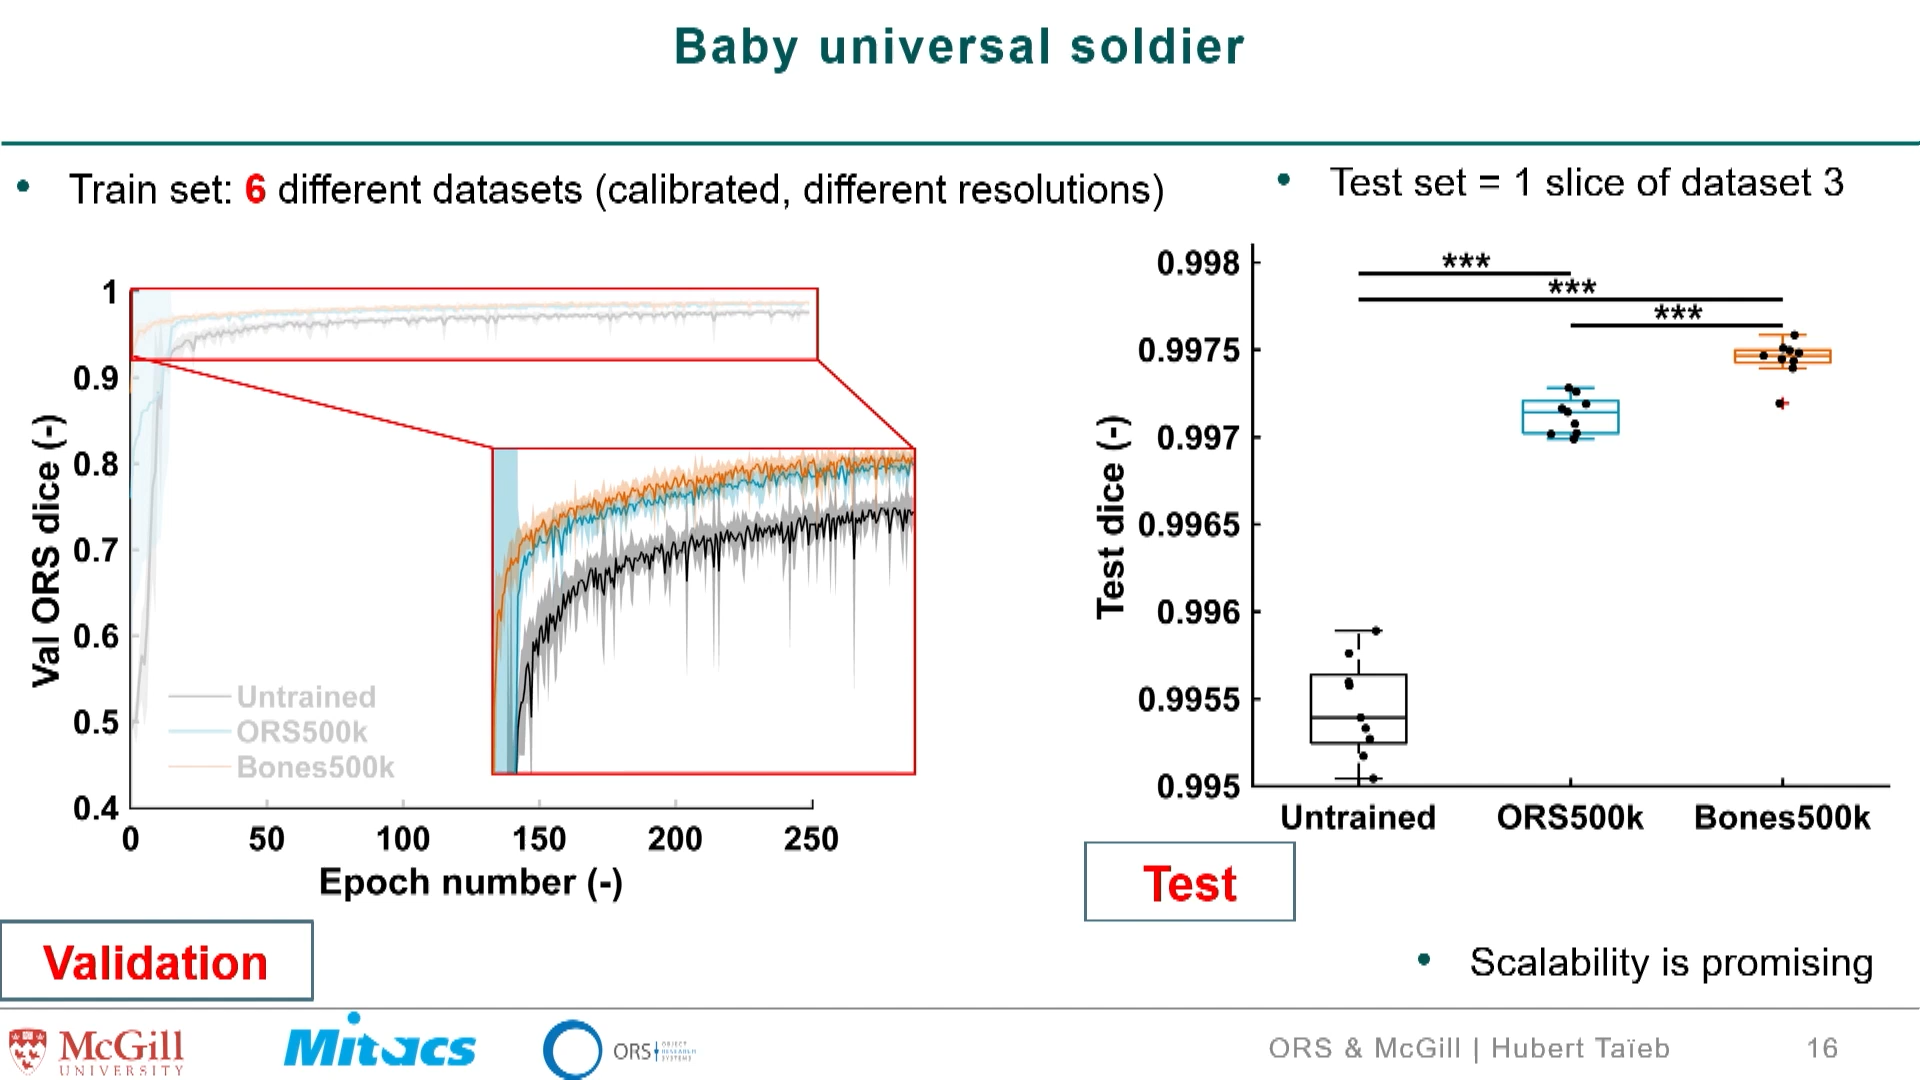 Baby universal soldier
• Train set: 6 different datasets (calibrated, different resolutions)
• Test set = 1 slice of dataset 3
Val ORS dice (-)
1
0.9
0.8
0.7
0.6
0.5
0.4
0 50 100 150 200 250
Epoch number (-)
Untrained
ORS500k
Bones500k
Validation
Test dice (-)
0.998
0.9975
0.997
0.9965
0.996
0.9955
0.995
***
***
***
Untrained ORS500k Bones500k
Test
• Scalability is promising
McGill
UNIVERSITY
Mitacs
ORS OBJECT
RESEARCH
SYSTEMS
ORS & McGill | Hubert Taïeb 16